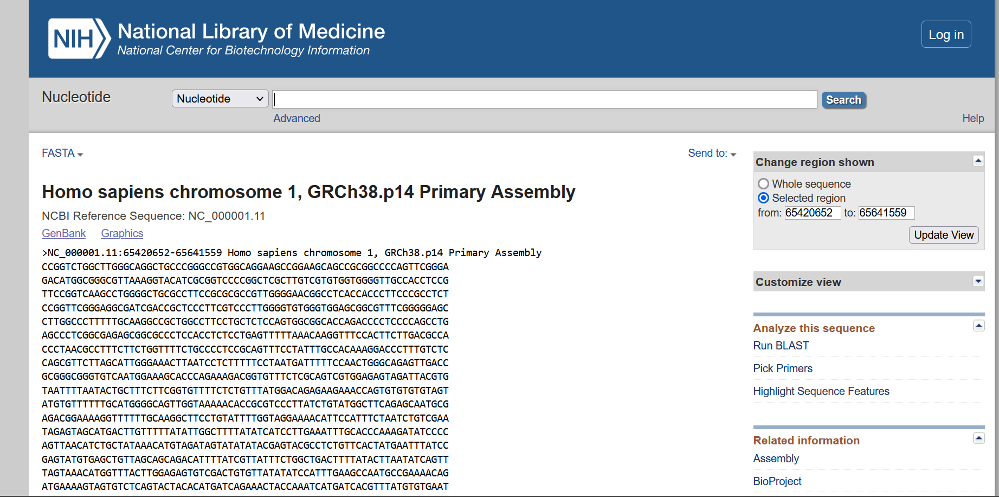 NIH National Library of Medicine
National Center for Biotechnology Information
Log in
Nucleotide
Nucleotide
Search
Advanced
Help
FASTA
Send to:
Homo sapiens chromosome 1, GRCh38.p14 Primary Assembly
NCBI Reference Sequence: NC_000001.11
GenBank Graphics
>NC_000001.11:65420652-65641559 Homo sapiens chromosome 1, GRCh38.p14 Primary Assembly
CCGGTCTGGCTTGGGCAGGCTGCCCGGGCCGTGGCAGGAAGCCGGAAGCAGCCGCGGCCCCAGTTCGGGA
GACATGGCGGGCGTTAAAGGTACATCGCGGTCCCCGGCTCGCTTGTCGTGTGGTGGGGTTGCCACCTCCG
TTCCGGTCAAGCCTGGGGCTGCGCCTTCCGCGCGCCGTTGGGGAACGGCCTCACCACCCTTCCCGCCTCT
CCGGTTCGGGAGGCGATCGACCGCTCCCTTCGTCCCTTGGGGTGTGGGTGGAGCGGCGTTTCGGGGGAGC
CTTGGCCCTTTTTGCAAGGCCGCTGGCCTTCCTGCTCTCCAGTGGCGGCACCAGACCCCTCCCCAGCCTG
AGCCCTCGGCGAGAGCGGCGCCCTCCACCTCTCCTGAGTTTTTAAACAAGGTTTCCACTTCTTGACGCCA
CCCTAACGCCTTTCTTCTGGTTTTCTGCCCCTCCGCAGTTTCCTATTTGCCACAAAGGACCCTTTGTCTC
CAGCGTTCTTAGCATTGGGAAACTTAATCCTCTTTTTCCTAATGATTTTTCCAACTGGGCAGAGTTGACC
GCGGGCGGGTGTCAATGGAAAGCACCCAGAAAGACGGTGTTTCTCGCAGTCGTGGAGAGTAGATTACGTG
TAATTTTAATACTGCTTTCTTCGGTGTTTTCTCTGTTTATGGACAGAGAAGAAACCAGTGTGTGTGTAGT
ATGTGTTTTTTGCATGGGGCAGTTGGTAAAAACACCGCGTCCCTTATCTGTATGGCTTCAGAGCAATGCG
AGACGGAAAAGGTTTTTTGCAAGGCTTCCTGTATTTTGGTAGGAAAACATTCCATTTCTAATCTGTCGAA
TAGAGTAGCATGACTTGTTTTTATATTGGCTTTTATATCATCCTTGAAATTTGCACCCAAAGATATCCCC
AGTTAACATCTGCTATAAACATGTAGATAGTATATATACGAGTACGCCTCTGTTCACTATGAATTTATCC
GAGTATGTGAGCTGTTAGCAGCAGACATTTTATCGTTATTTCTGGCTGACTTTTATACTTAATATCAGTT
TAGTAAACATGGTTTACTTGGAGAGTGTCGACTGTGTTATATATCCATTTGAAGCCAATGCCGAAAACAG
ATGAAAAGTAGTGTCTCAGTACTACACATGATCAGAAACTACCAAATCATGATCACGTTTATGTGTGAAT
Change region shown
Whole sequence
Selected region
from: 65420652 to: 65641559
Update View
Customize view
Analyze this sequence
Run BLAST
Pick Primers
Highlight Sequence Features
Related information
Assembly
BioProject